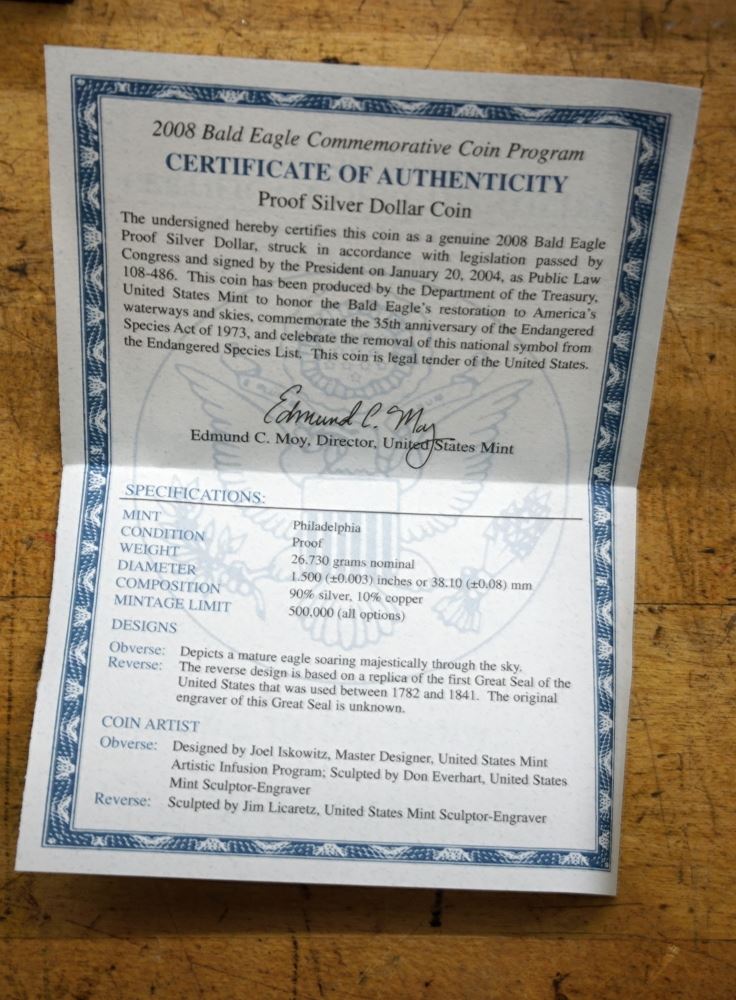 2008 Bald Eagle Commemorative Coin Program
CERTIFICATE OF AUTHENTICITY
Proof Silver Dollar Coin
The undersigned hereby certifies this coin as a genuine 2008 Bald Eagle
Proof Silver Dollar, struck in accordance with legislation passed by
Congress and signed by the President on January 20, 2004, as Public Law
108-486. This coin has been produced by the Department of the Treasury,
United States Mint to honor the Bald Eagle's restoration to America's
waterways and skies, commemorate the 35th anniversary of the Endangered
Species Act of 1973, and celebrate the removal of this national symbol from
the Endangered Species List. This coin is legal tender of the United States.
Edmund C. Moy
Edmund C. Moy, Director, United States Mint
SPECIFICATIONS:
MINT Philadelphia
CONDITION Proof
WEIGHT 26.730 grams nominal
DIAMETER 1.500 (±0.003) inches or 38.10 (±0.08) mm
COMPOSITION 90% silver, 10% copper
MINTAGE LIMIT 500,000 (all options)
DESIGNS
Obverse: Depicts a mature eagle soaring majestically through the sky.
Reverse: The reverse design is based on a replica of the first Great Seal of the
United States that was used between 1782 and 1841. The original
engraver of this Great Seal is unknown.
COIN ARTIST
Obverse: Designed by Joel Iskowitz, Master Designer, United States Mint
Artistic Infusion Program; Sculpted by Don Everhart, United States
Mint Sculptor-Engraver
Reverse: Sculpted by Jim Licaretz, United States Mint Sculptor-Engraver